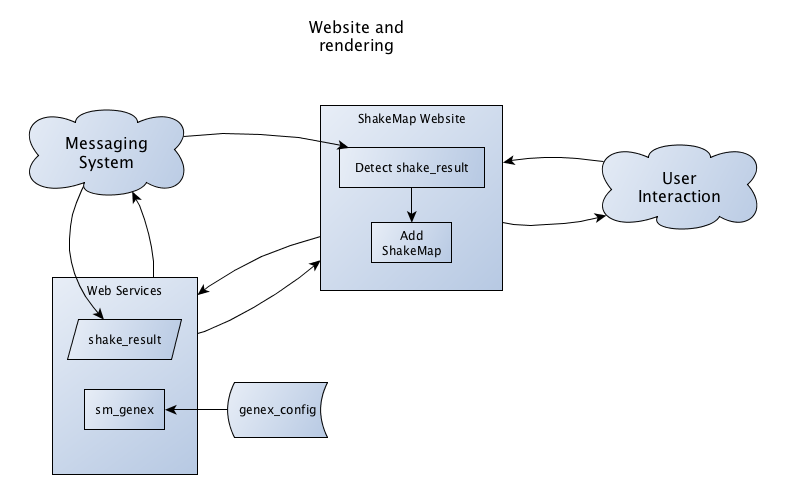 Website and
rendering
ShakeMap Website
Messaging
System
Detect shake_result
User
Interaction
Add
ShakeMap
Web Services
shake_result
sm_genex
genex_config